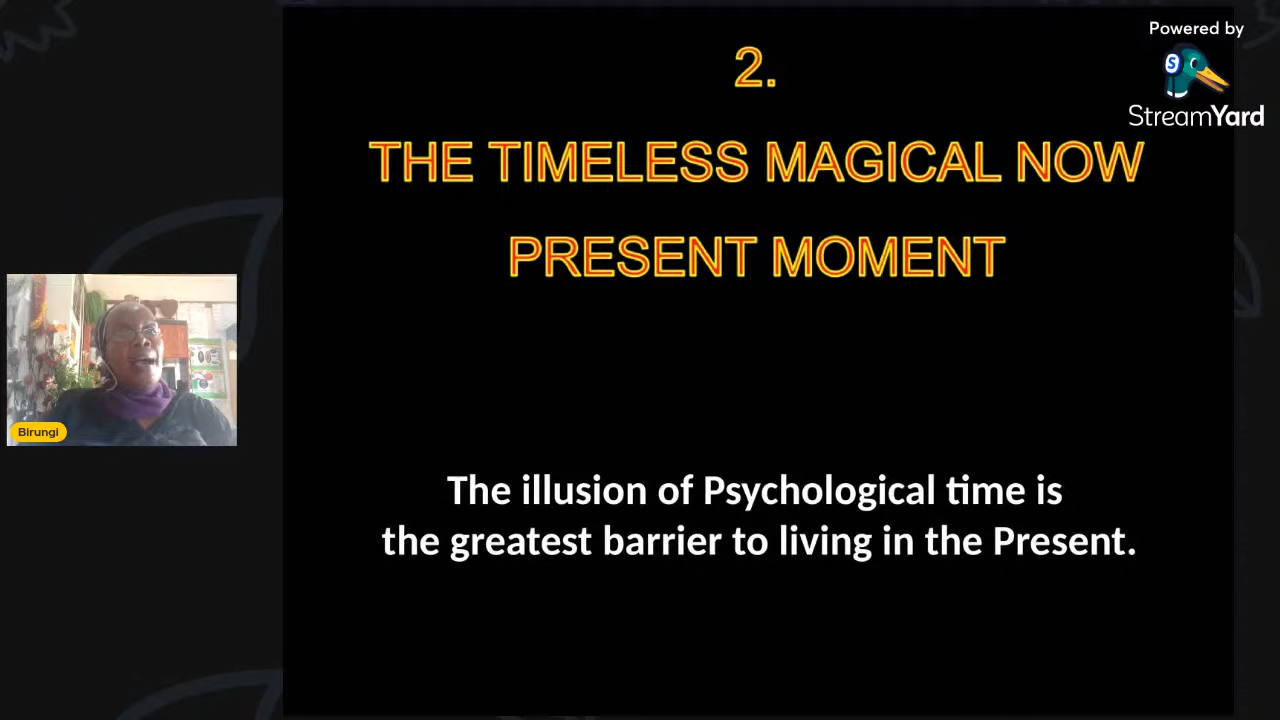 2.
THE TIMELESS MAGICAL NOW
PRESENT MOMENT
The illusion of Psychological time is
the greatest barrier to living in the Present.
Powered by
S
StreamYard
Birungi